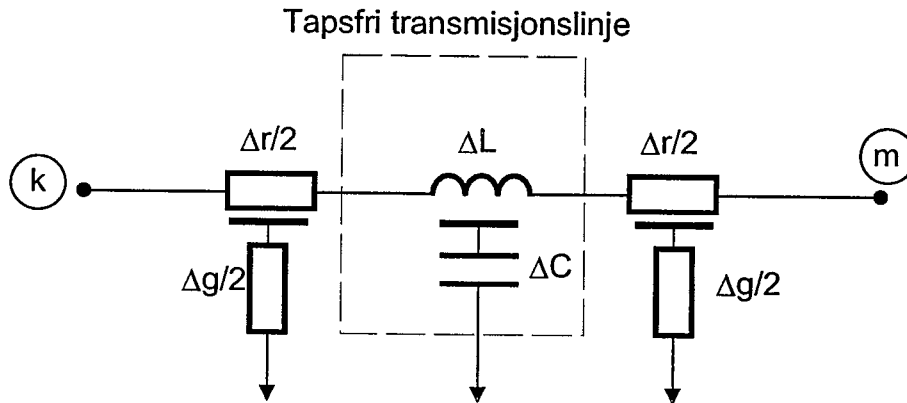 Tapsfri transmisjonslinje
Δr/2
ΔL
Δr/2
k
m
Δg/2
ΔC
Δg/2